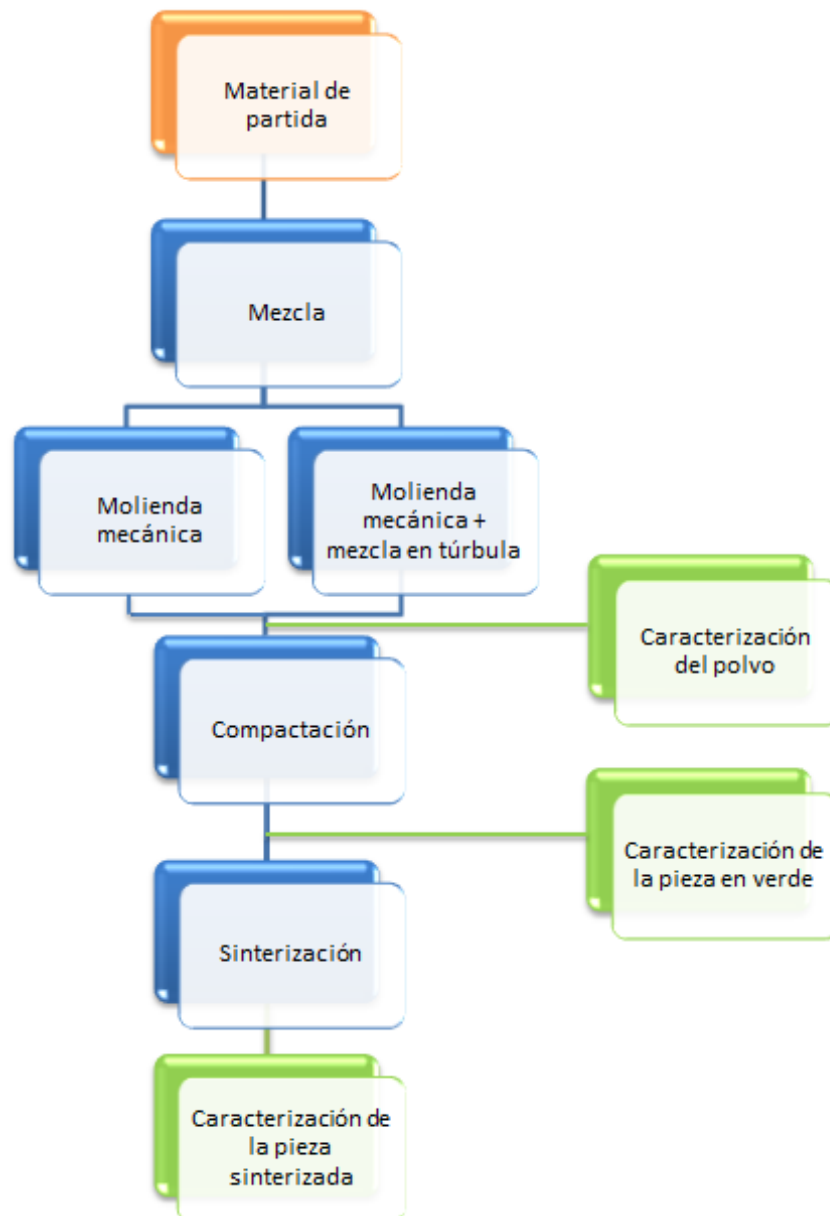 Material de
partida
Mezcla
Molienda
mecánica
Molienda
mecánica +
mezcla en túrbula
Caracterización
del polvo
Compactación
Caracterización de
la pieza en verde
Sinterización
Caracterización de
la pieza
sinterizada